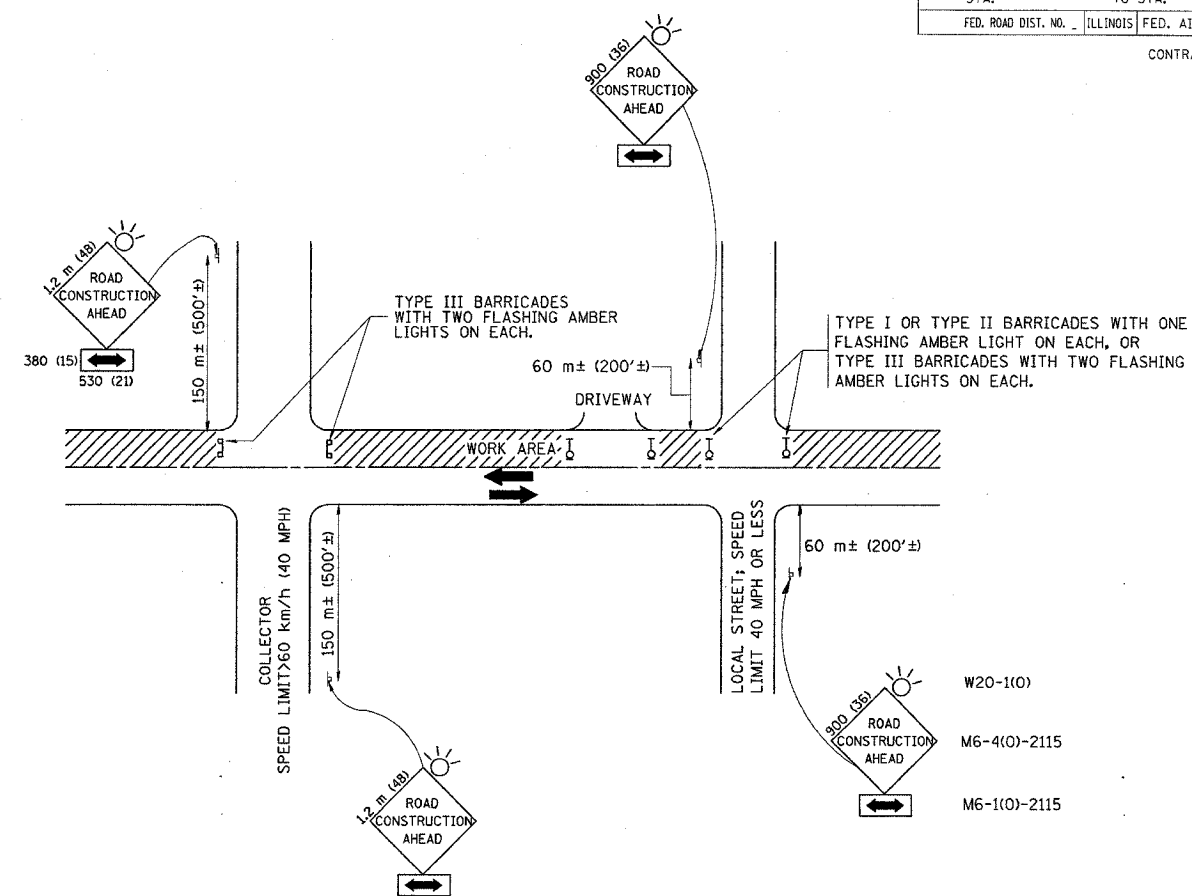 STA. TO STA.
FED. ROAD DIST. NO. _ ILLINOIS FED.
900 (36)
ROAD
CONSTRUCTION
AHEAD
1.2 m (48)
ROAD
CONSTRUCTION
AHEAD
380 (15)
530 (21)
150 m± (500'±)
TYPE III BARRICADES
WITH TWO FLASHING AMBER
LIGHTS ON EACH.
60 m± (200'±)
DRIVEWAY
TYPE I OR TYPE II BARRICADES WITH ONE
FLASHING AMBER LIGHT ON EACH, OR
TYPE III BARRICADES WITH TWO FLASHING
AMBER LIGHTS ON EACH.
WORK AREA
COLLECTOR
SPEED LIMIT>60 km/h (40 MPH)
150 m± (500'±)
LOCAL STREET; SPEED
LIMIT 40 MPH OR LESS
60 m± (200'±)
1.2 m (48)
ROAD
CONSTRUCTION
AHEAD
900 (36)
ROAD
CONSTRUCTION
AHEAD
W20-1(O)
M6-4(O)-2115
M6-1(O)-2115